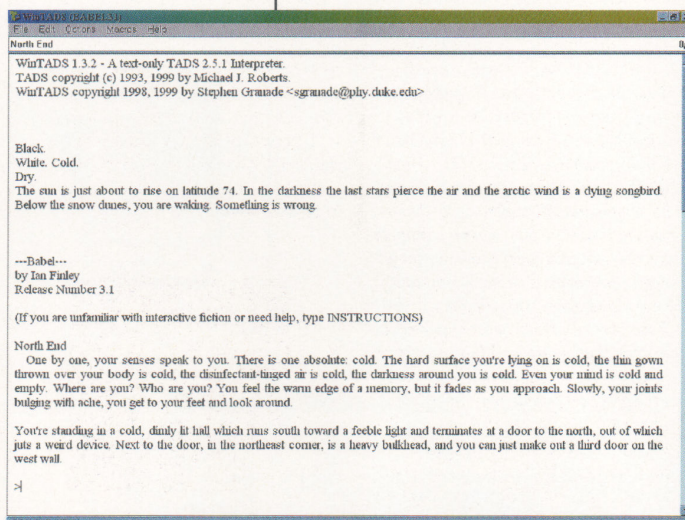 WinTADS (BABEL31)
File Edit Options Macros Help
North End
WinTADS 1.3.2 - A text-only TADS 2.5.1 Interpreter.
TADS copyright (c) 1993, 1999 by Michael J. Roberts.
WinTADS copyright 1998, 1999 by Stephen Granade <sgranade@phy.duke.edu>
Black.
White. Cold.
Dry.
The sun is just about to rise on latitude 74. In the darkness the last stars pierce the air and the arctic wind is a dying songbird.
Below the snow dunes, you are waking. Something is wrong.
---Babel---
by Ian Finley
Release Number 3.1
(If you are unfamiliar with interactive fiction or need help, type INSTRUCTIONS)
North End
One by one, your senses speak to you. There is one absolute: cold. The hard surface you're lying on is cold, the thin gown
thrown over your body is cold, the disinfectant-tinged air is cold, the darkness around you is cold. Even your mind is cold and
empty. Where are you? Who are you? You feel the warm edge of a memory, but it fades as you approach. Slowly, your joints
bulging with ache, you get to your feet and look around.
You're standing in a cold, dimly lit hall which runs south toward a feeble light and terminates at a door to the north, out of which
juts a weird device. Next to the door, in the northeast corner, is a heavy bulkhead, and you can just make out a third door on the
west wall.
>